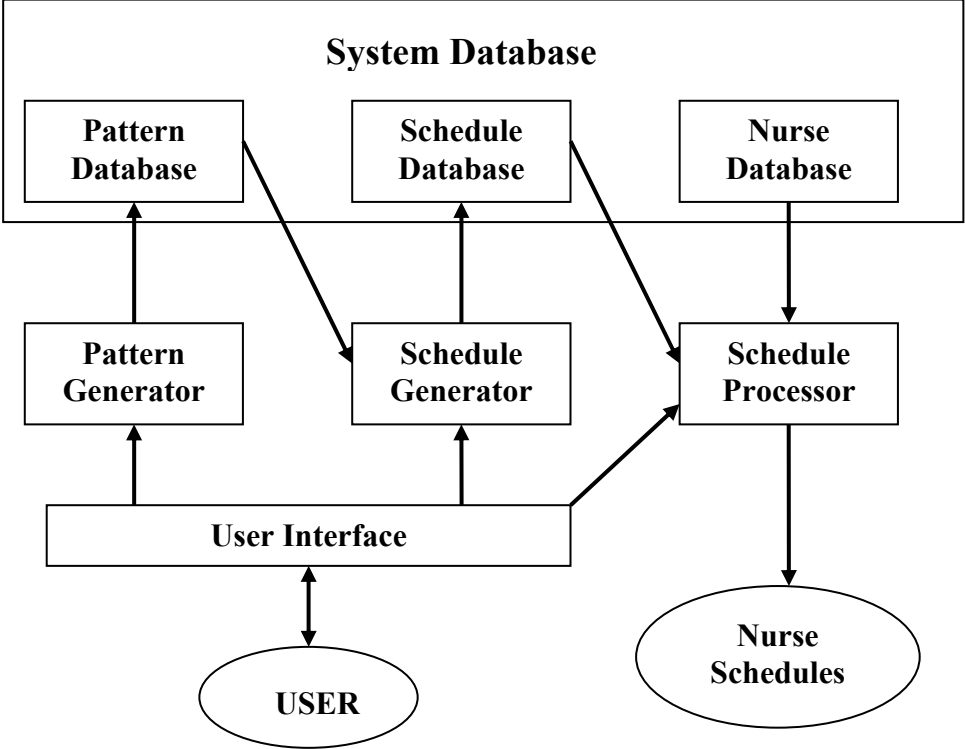 System Database
Pattern
Database
Schedule
Database
Nurse
Database
Pattern
Generator
Schedule
Generator
Schedule
Processor
User Interface
USER
Nurse
Schedules